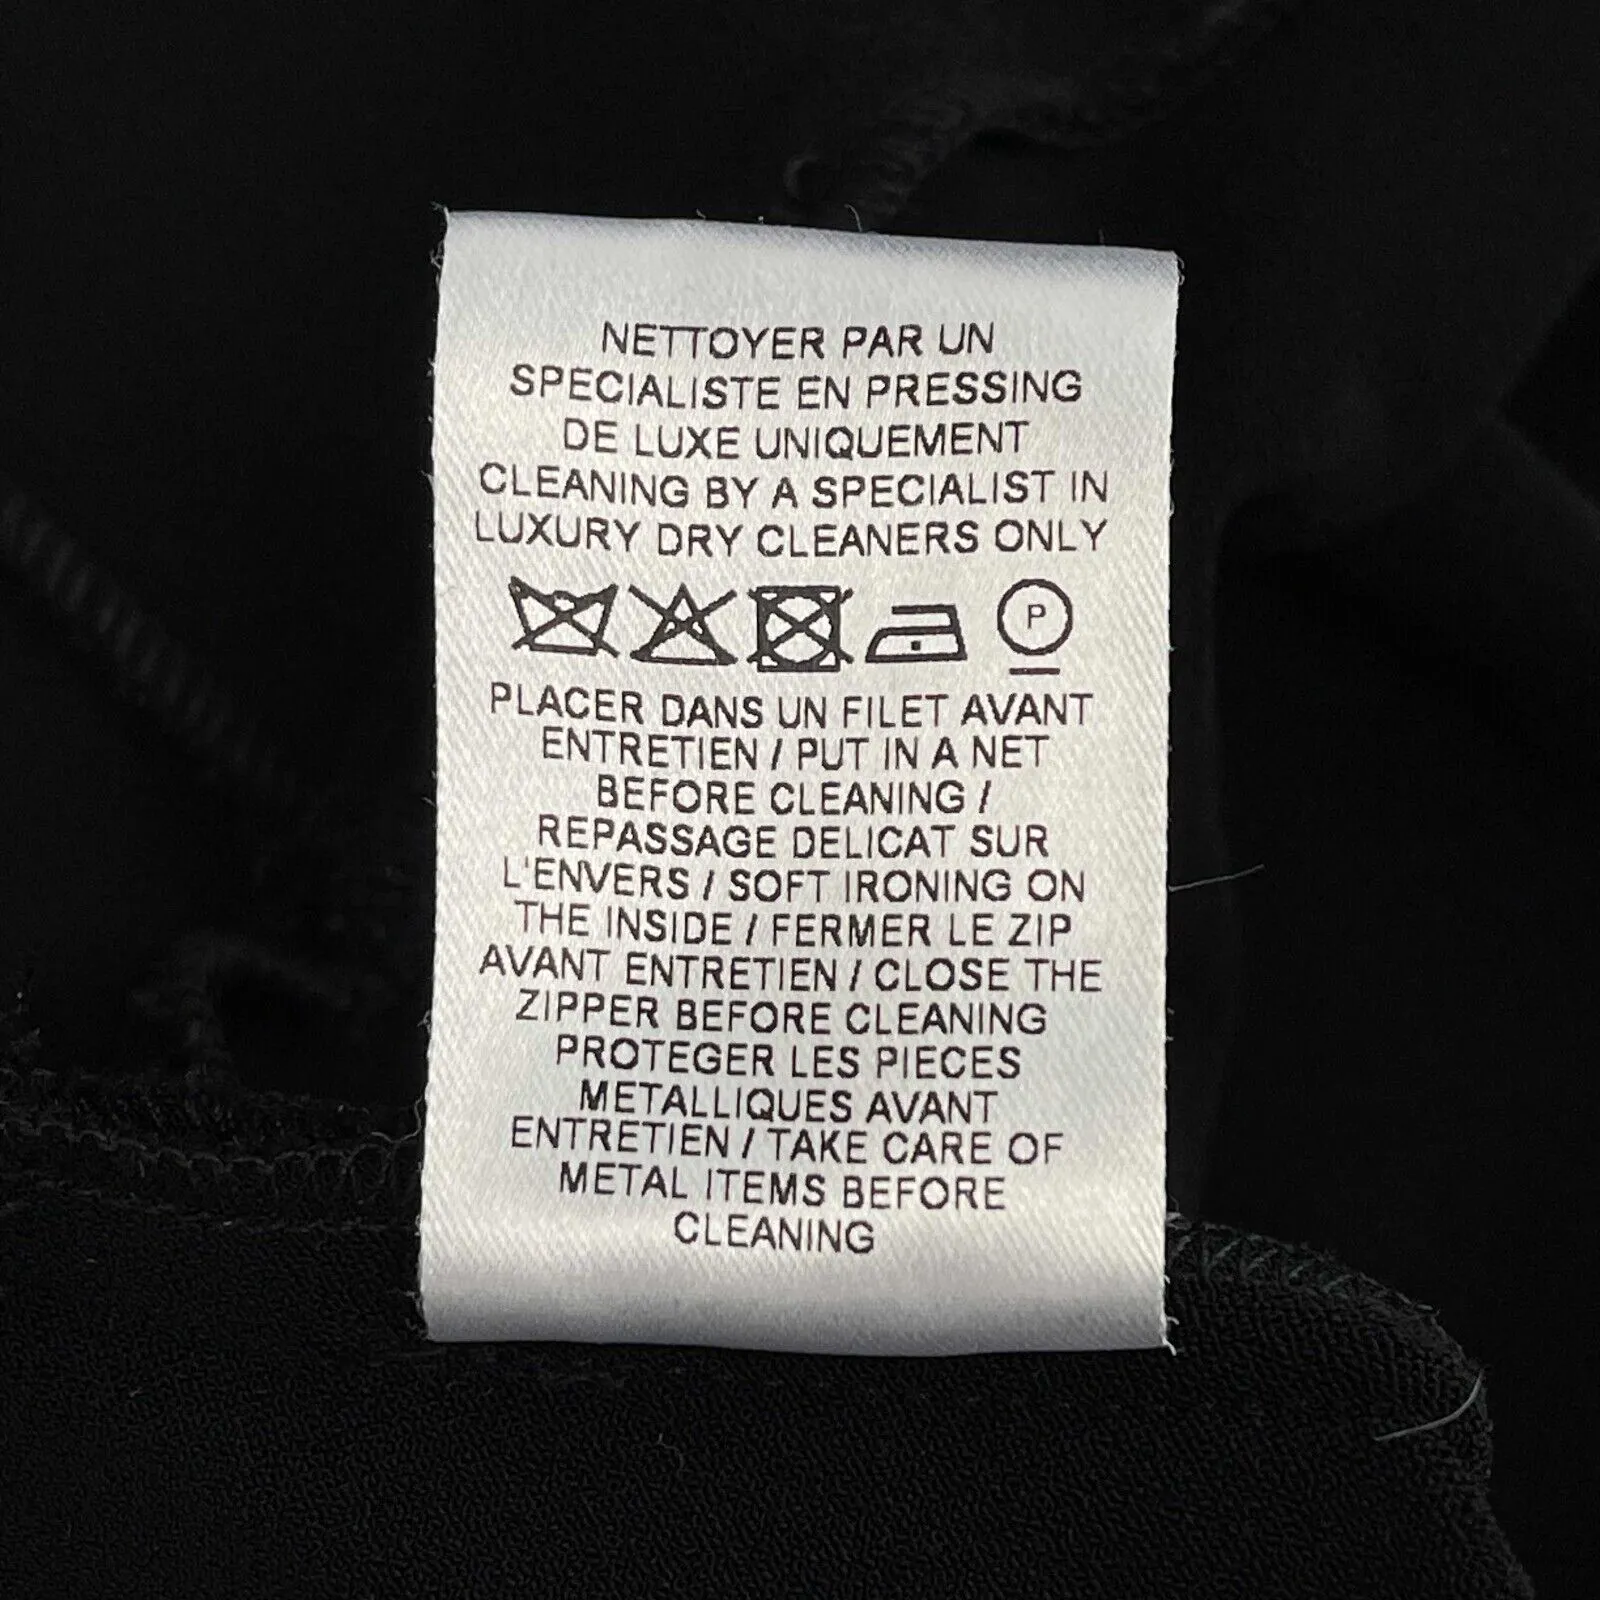 NETTOYER PAR UN
SPECIALISTE EN PRESSING
DE LUXE UNIQUEMENT
CLEANING BY A SPECIALIST IN
LUXURY DRY CLEANERS ONLY
P
PLACER DANS UN FILET AVANT
ENTRETIEN / PUT IN A NET
BEFORE CLEANING /
REPASSAGE DELICAT SUR
L'ENVERS / SOFT IRONING ON
THE INSIDE / FERMER LE ZIP
AVANT ENTRETIEN / CLOSE THE
ZIPPER BEFORE CLEANING
PROTEGER LES PIECES
METALLIQUES AVANT
ENTRETIEN / TAKE CARE OF
METAL ITEMS BEFORE
CLEANING